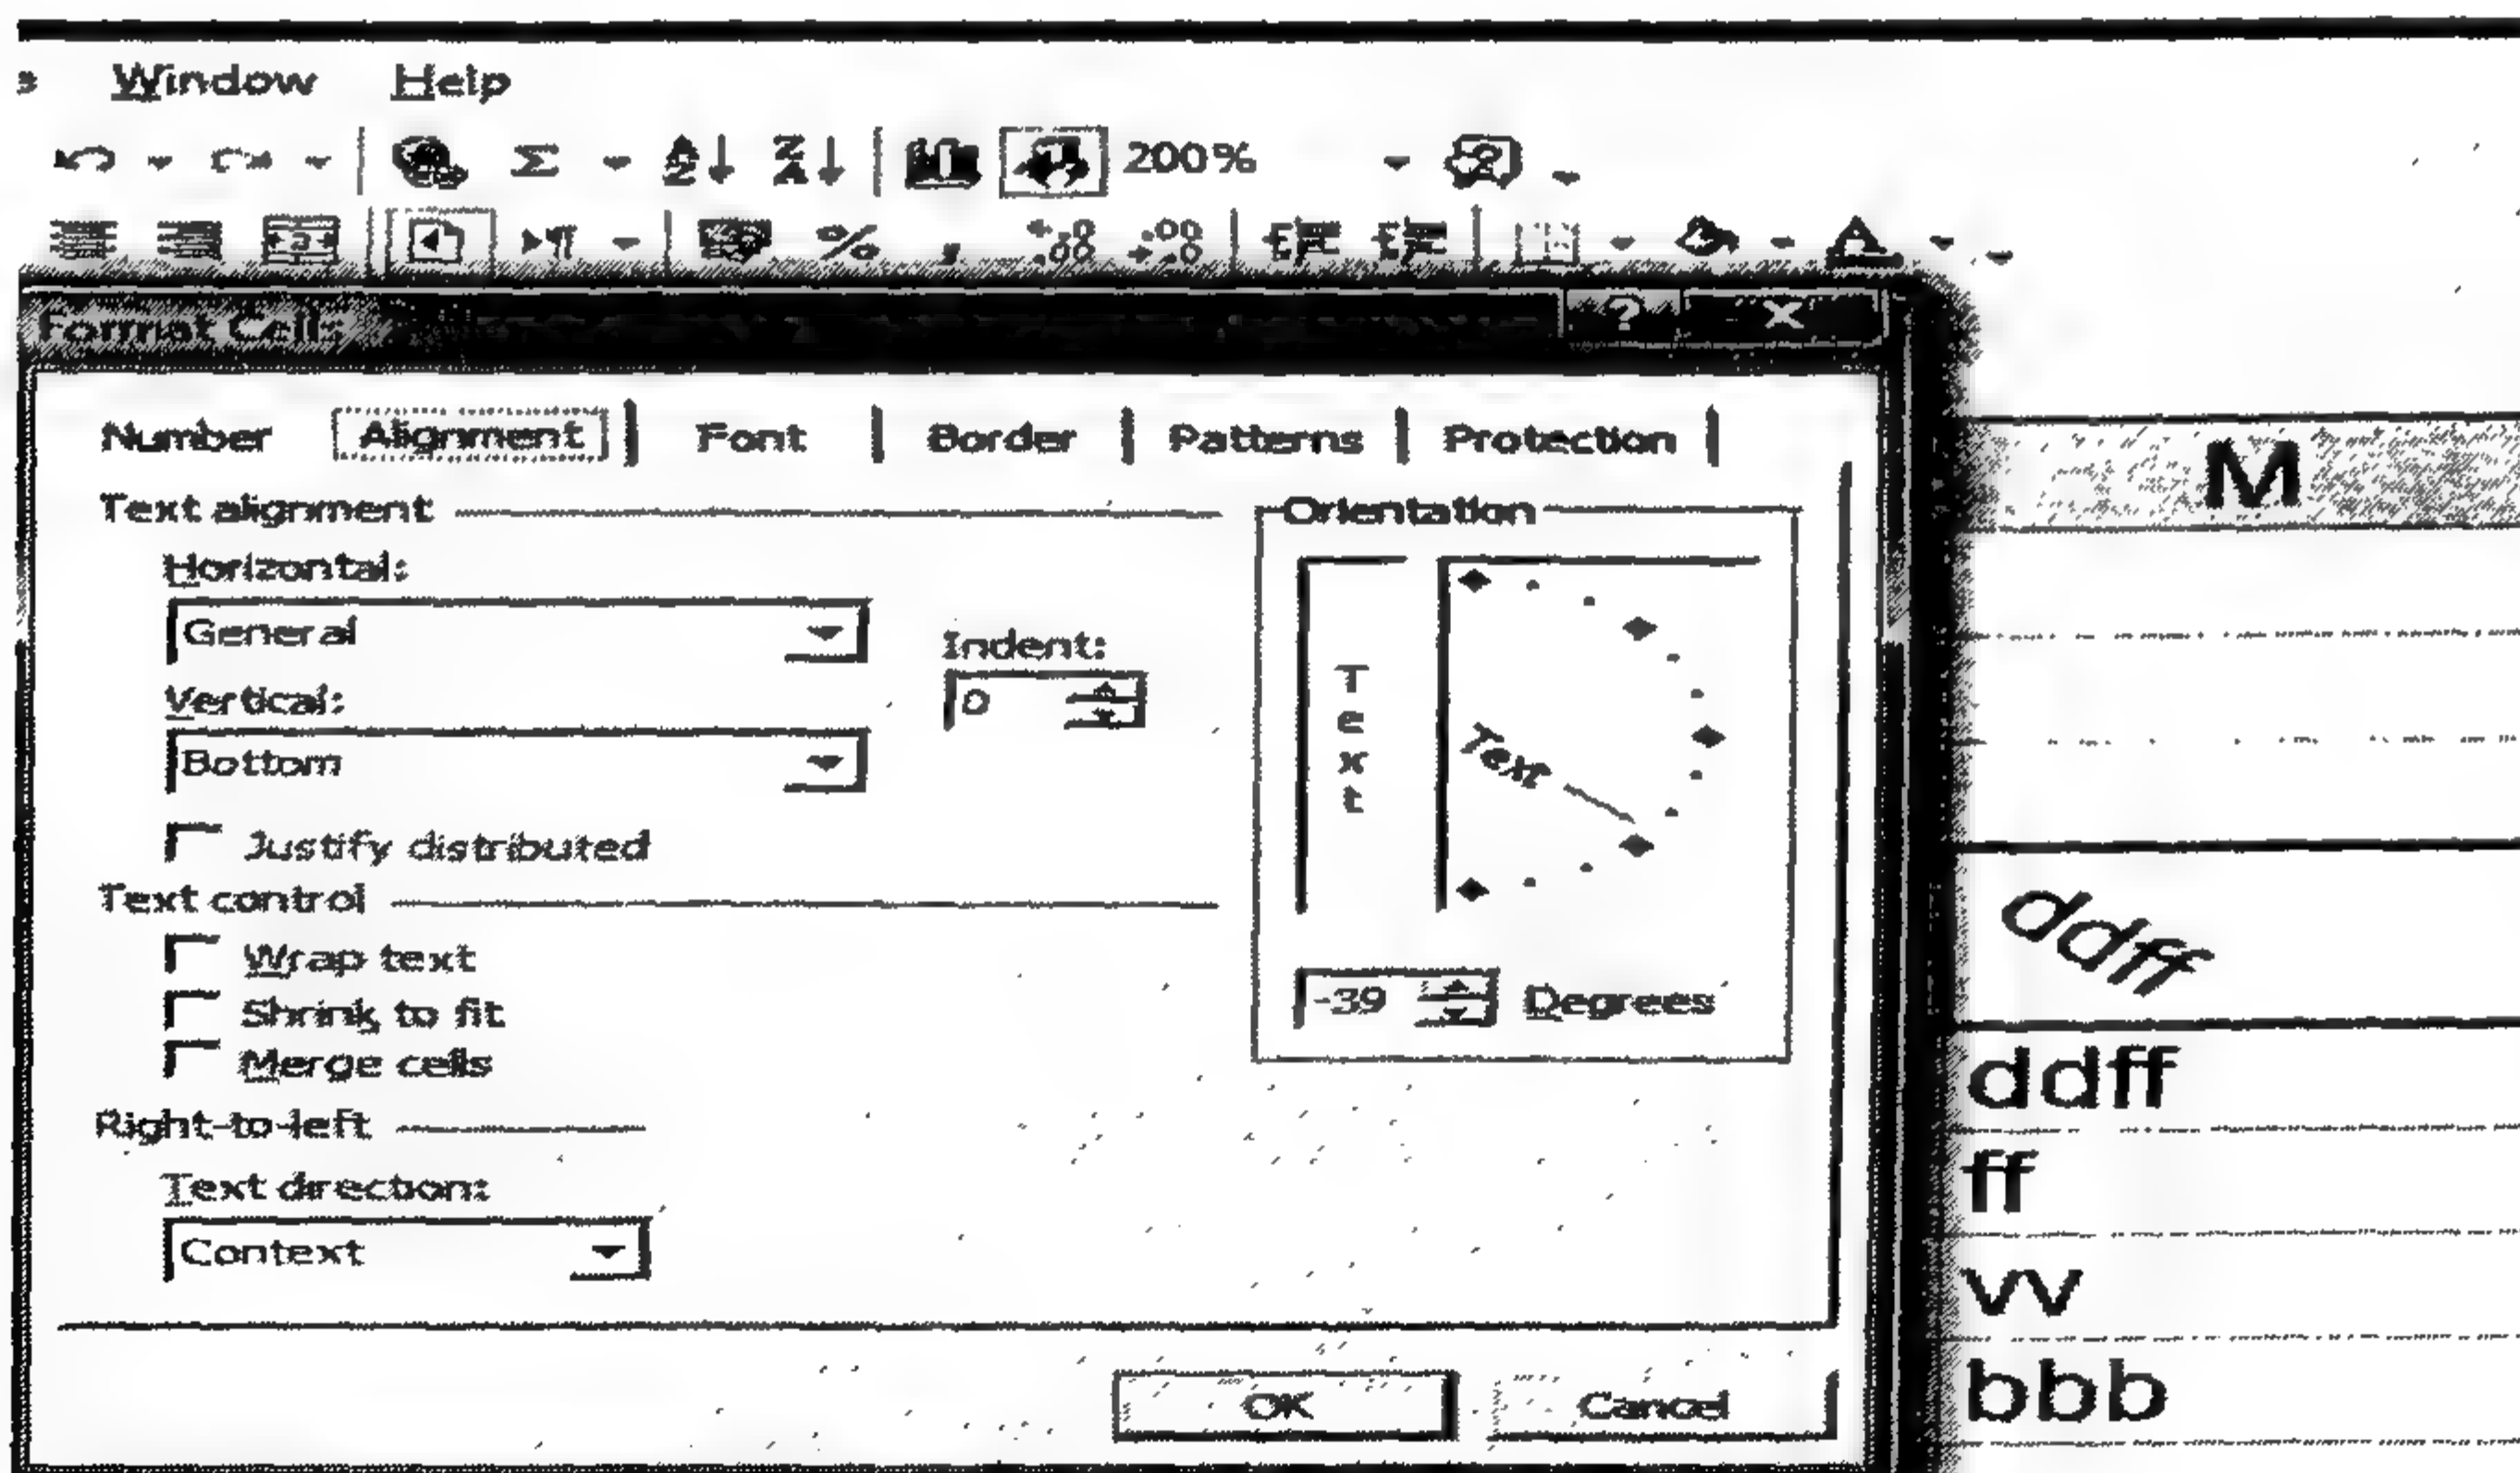 Window Help
Σ 200%
% ,
Format Cells ? X
M
Number Alignment Font Border Patterns Protection
Text alignment
Orientation
Horizontal:
General
Indent:
0
Vertical:
Bottom
T
e
x
t
Text
Justify distributed
Text control
Wrap text
Shrink to fit
Merge cells
-39 Degrees
Right-to-left
Text direction:
Context
OK Cancel
ddff
ddff
ff
vv
bbb